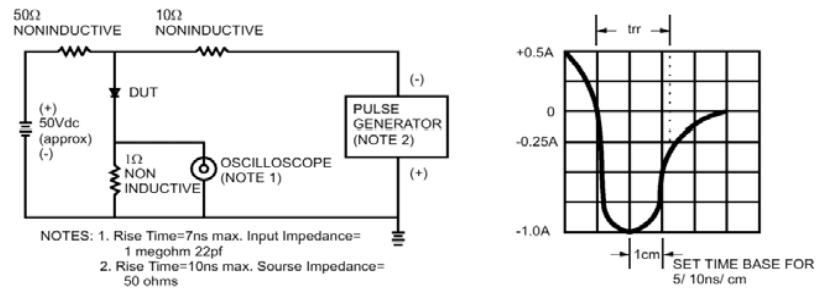 50Ω
NONINDUCTIVE
10Ω
NONINDUCTIVE
DUT
(+)
50Vdc
(approx)
(-)
1Ω
NON
INDUCTIVE
OSCILLOSCOPE
(NOTE 1)
(-)
PULSE
GENERATOR
(NOTE 2)
(+)
NOTES: 1. Rise Time=7ns max. Input Impedance=
1 megohm 22pf
2. Rise Time=10ns max. Sourse Impedance=
50 ohms
trr
+0.5A
0
-0.25A
-1.0A
1cm
SET TIME BASE FOR
5/ 10ns/ cm